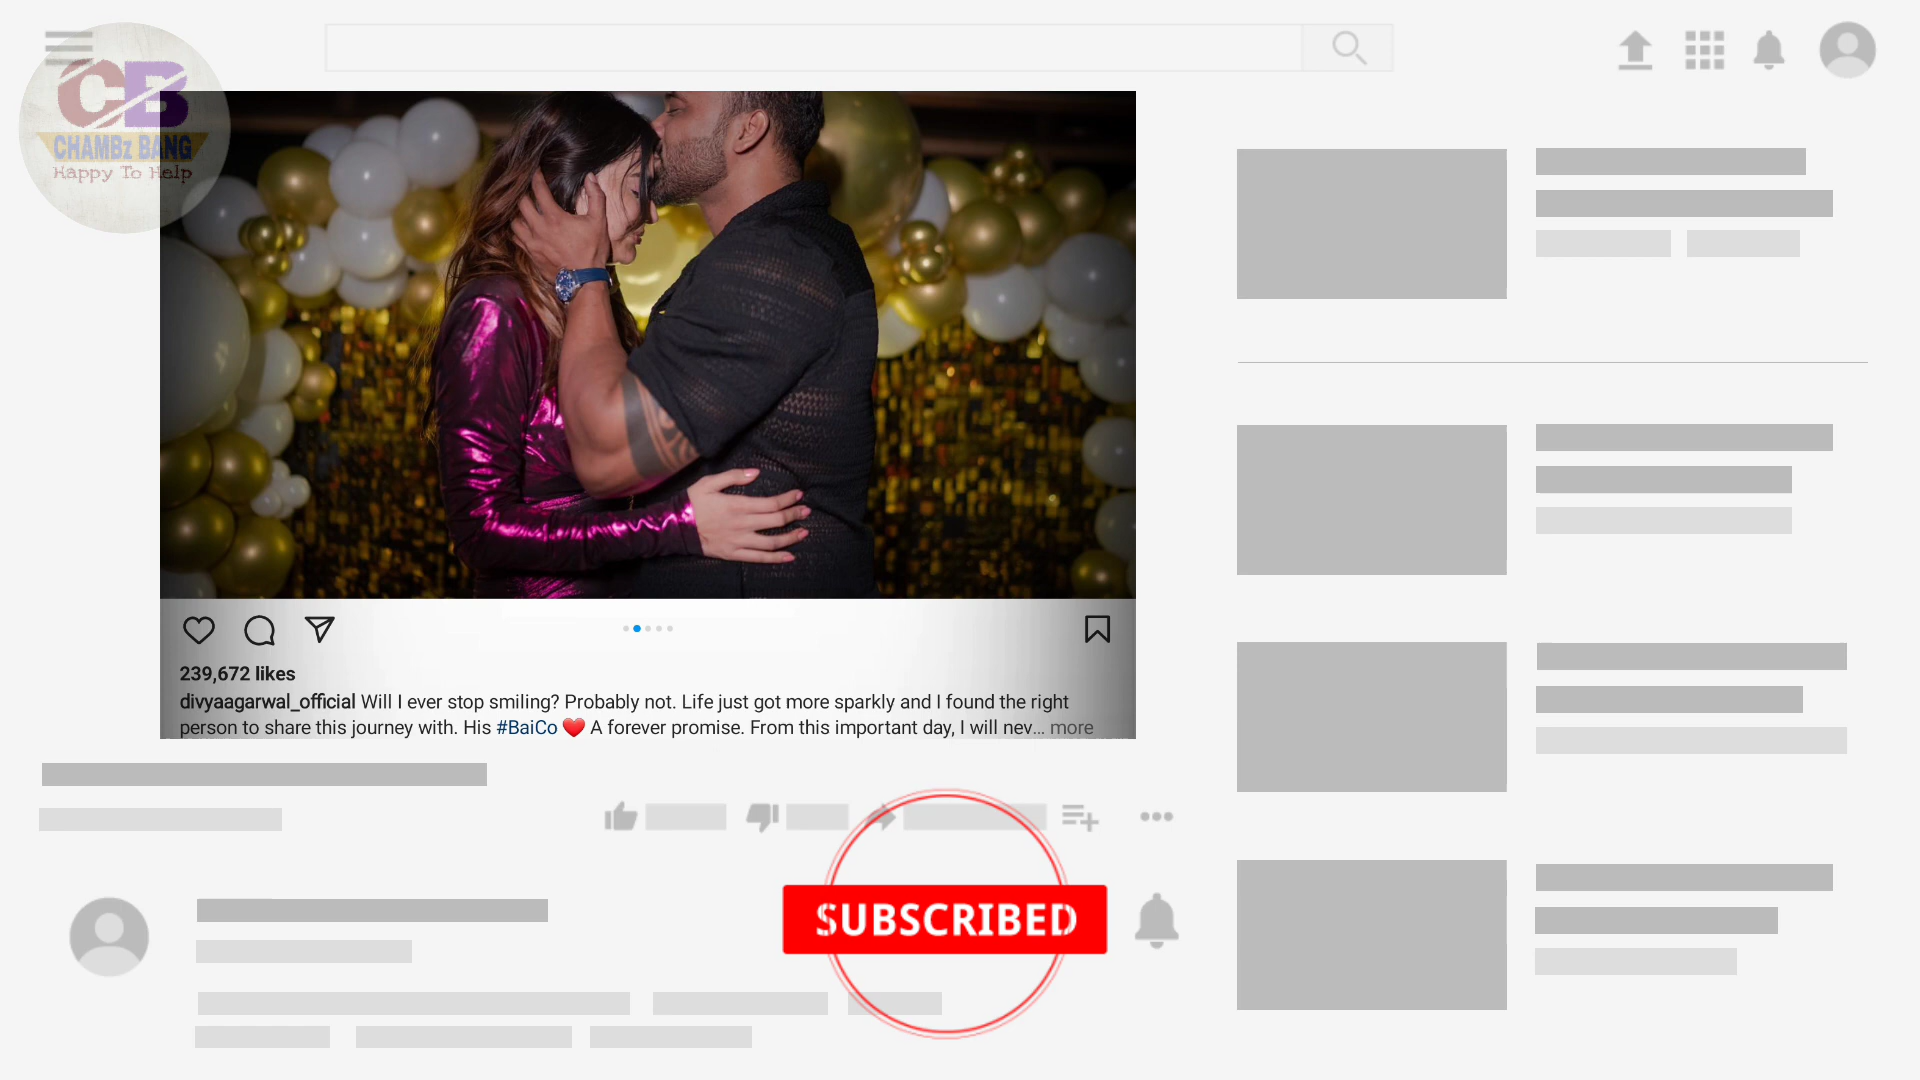 CB
CHAMBz BANG
Happy To Help
239,672 likes
divyaagarwal_official Will I ever stop smiling? Probably not. Life just got more sparkly and I found the right
person to share this journey with. His #BaiCo ❤️ A forever promise. From this important day, I will nev... more
SUBSCRIBED